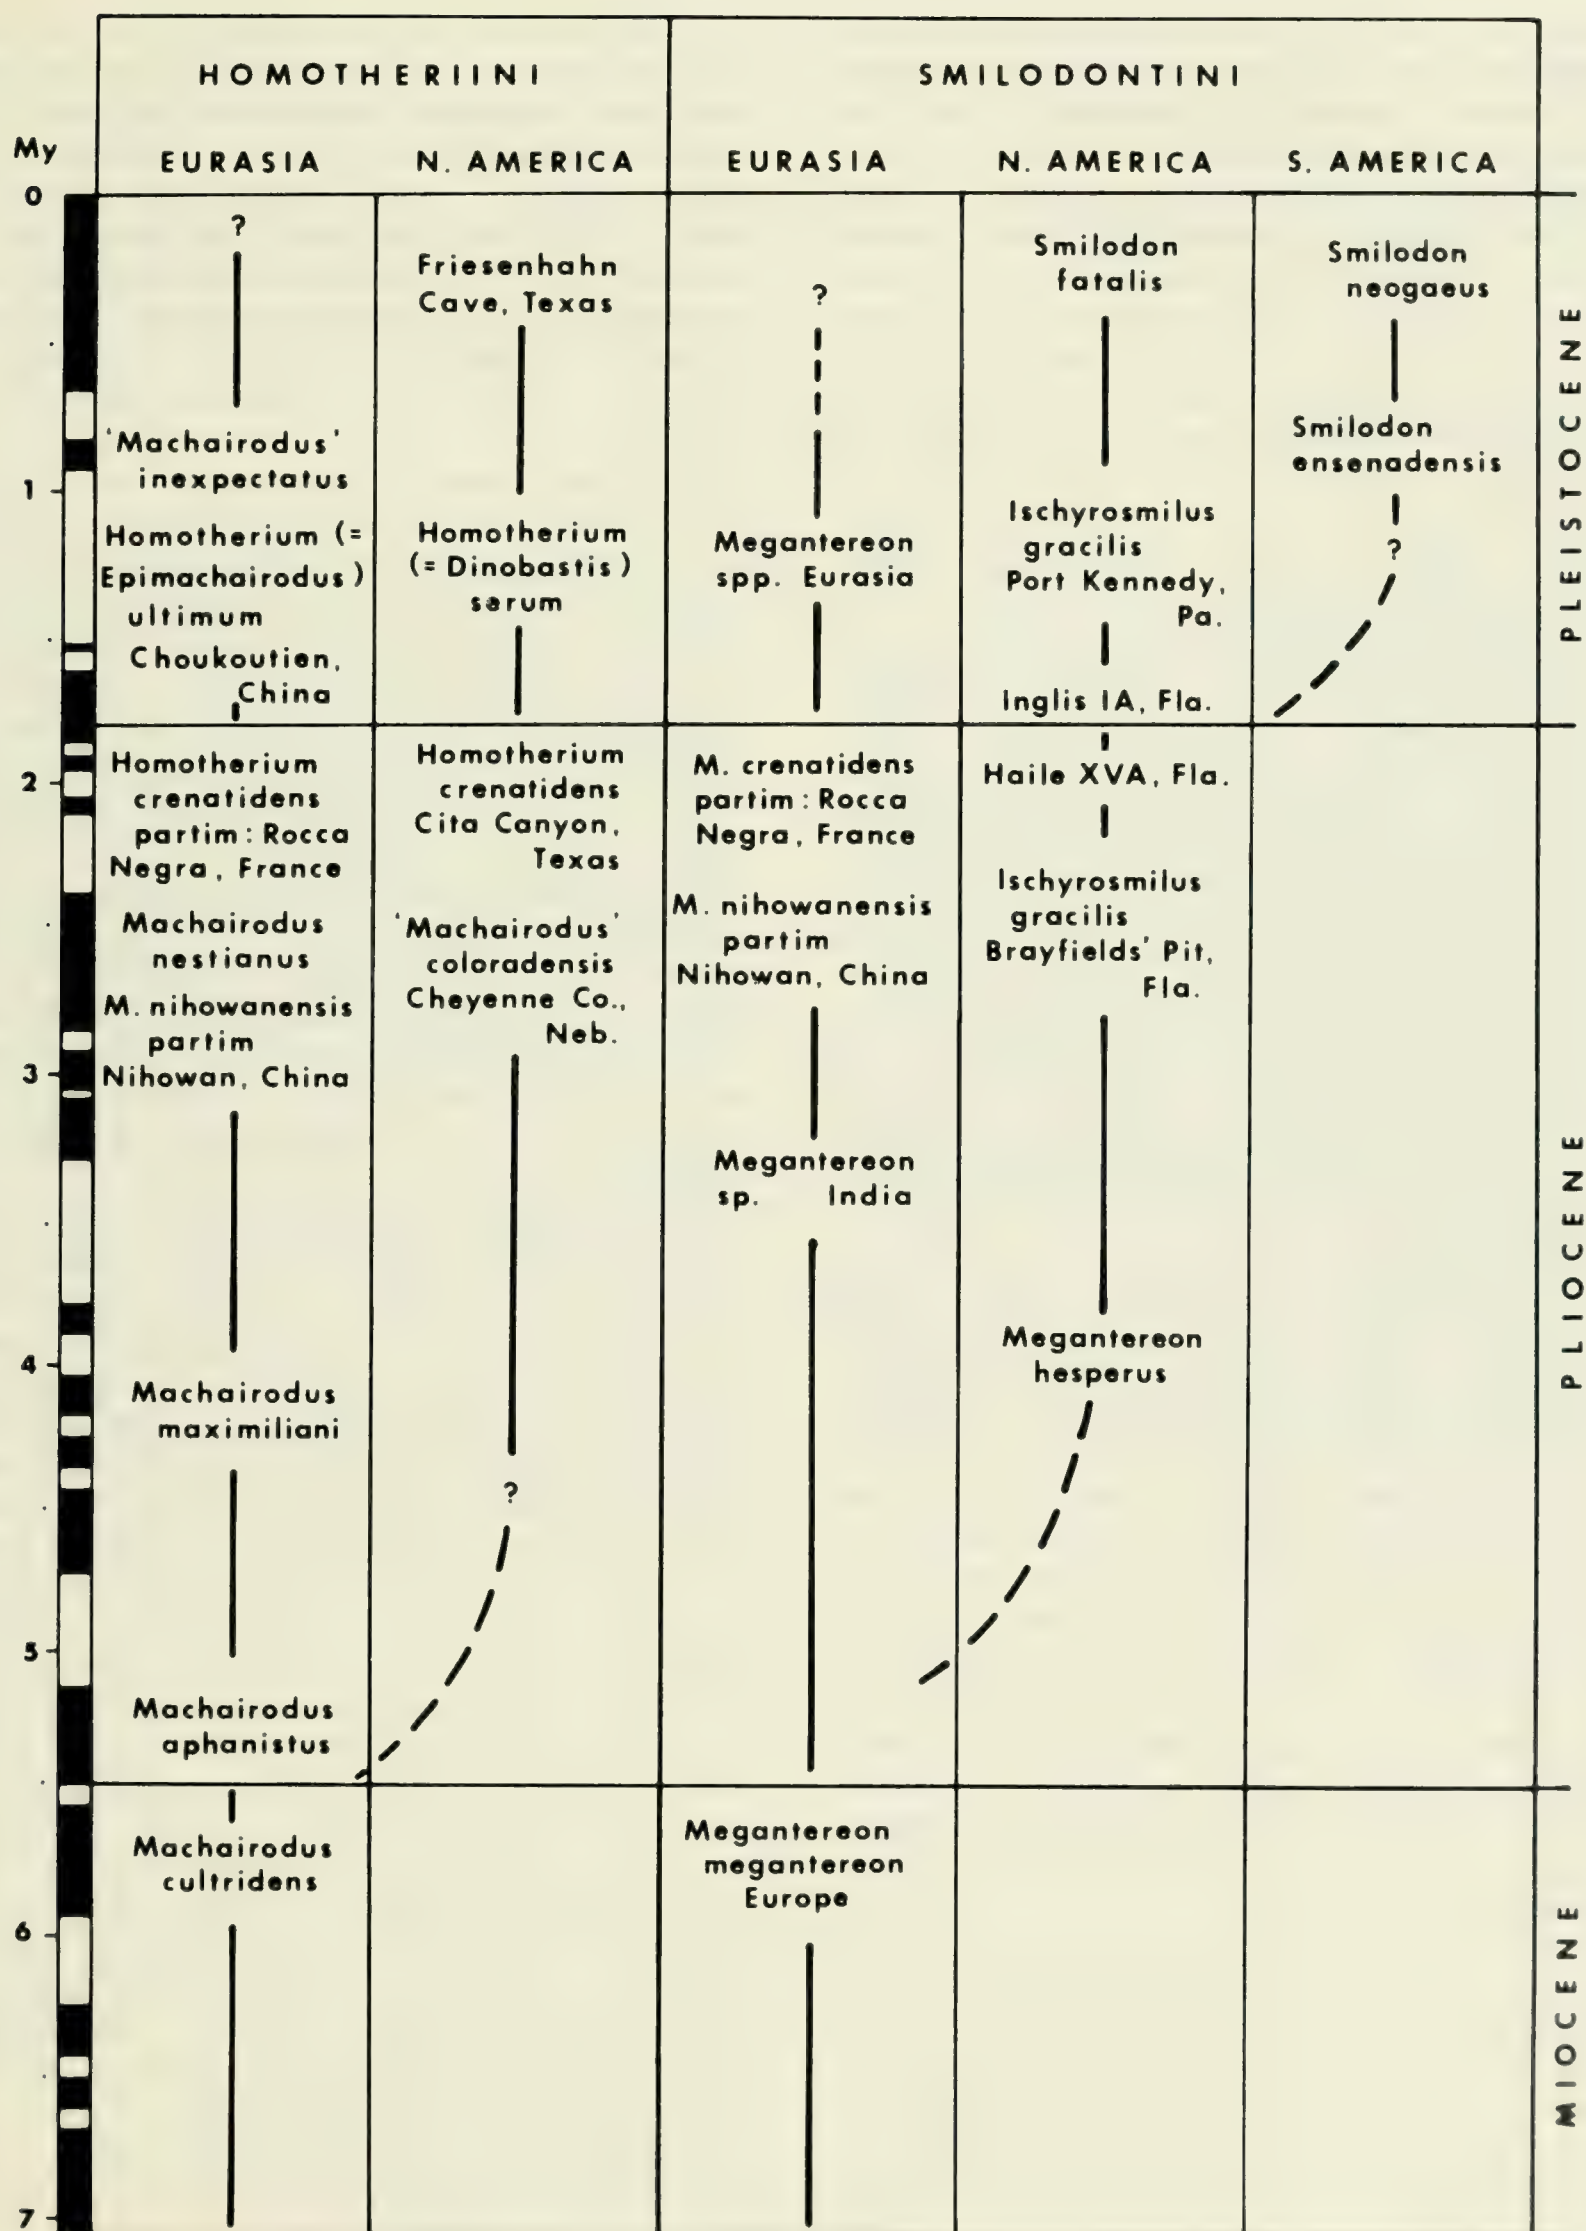 HOMOTHERIINI
SMILODONTINI
My
EURASIA
N. AMERICA
EURASIA
N. AMERICA
S. AMERICA
0
1
2
3
4
5
6
7
?
'Machairodus'
inexpectatus
Homotherium (=
Epimachairodus)
ultimum
Choukoutien,
China
Homotherium
crenatidens
partim: Rocca
Negra, France
Machairodus
nestianus
M. nihowanensis
partim
Nihowan, China
Machairodus
maximiliani
Machairodus
aphanistus
Machairodus
cultridens
Friesenhahn
Cave, Texas
Homotherium
(= Dinobastis)
serum
Homotherium
crenatidens
Cita Canyon,
Texas
'Machairodus'
coloradensis
Cheyenne Co.,
Neb.
?
?
Megantereon
spp. Eurasia
M. crenatidens
partim: Rocca
Negra, France
M. nihowanensis
partim
Nihowan, China
Megantereon
sp. India
Megantereon
megantereon
Europe
Smilodon
fatalis
Ischyrosmilus
gracilis
Port Kennedy,
Pa.
Inglis IA, Fla.
Haile XVA, Fla.
Ischyrosmilus
gracilis
Brayfields' Pit,
Fla.
Megantereon
hesperus
Smilodon
neogaeus
Smilodon
ensenadensis
?
PLEISTOCENE
PLIOCENE
MIOCENE